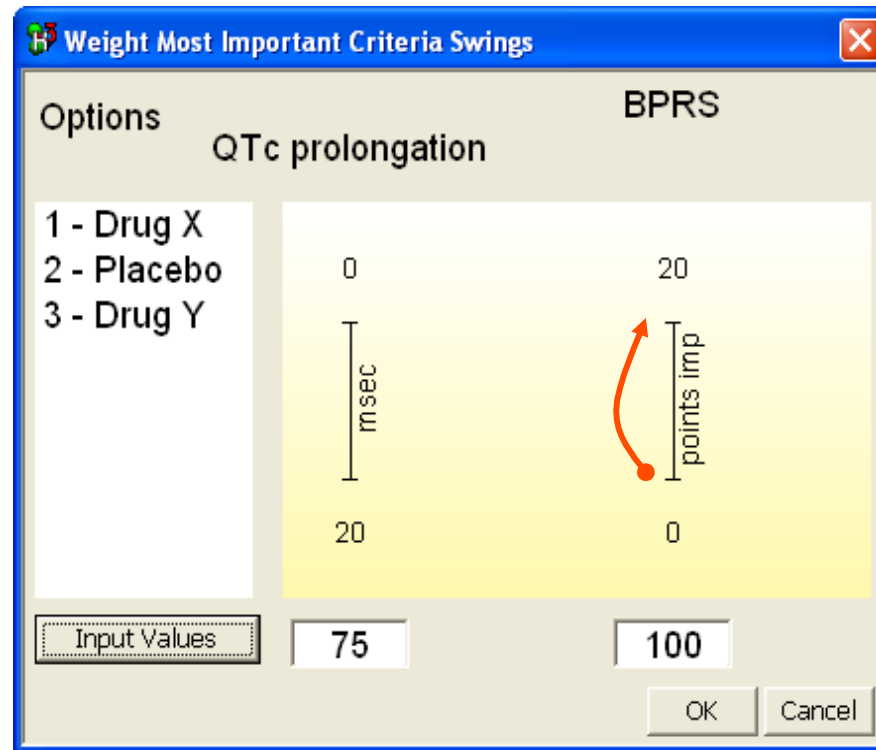 Weight Most Important Criteria Swings
Options
QTc prolongation
BPRS
1 - Drug X
2 - Placebo
3 - Drug Y
0
msec
20
20
points imp
0
Input Values
75
100
OK
Cancel